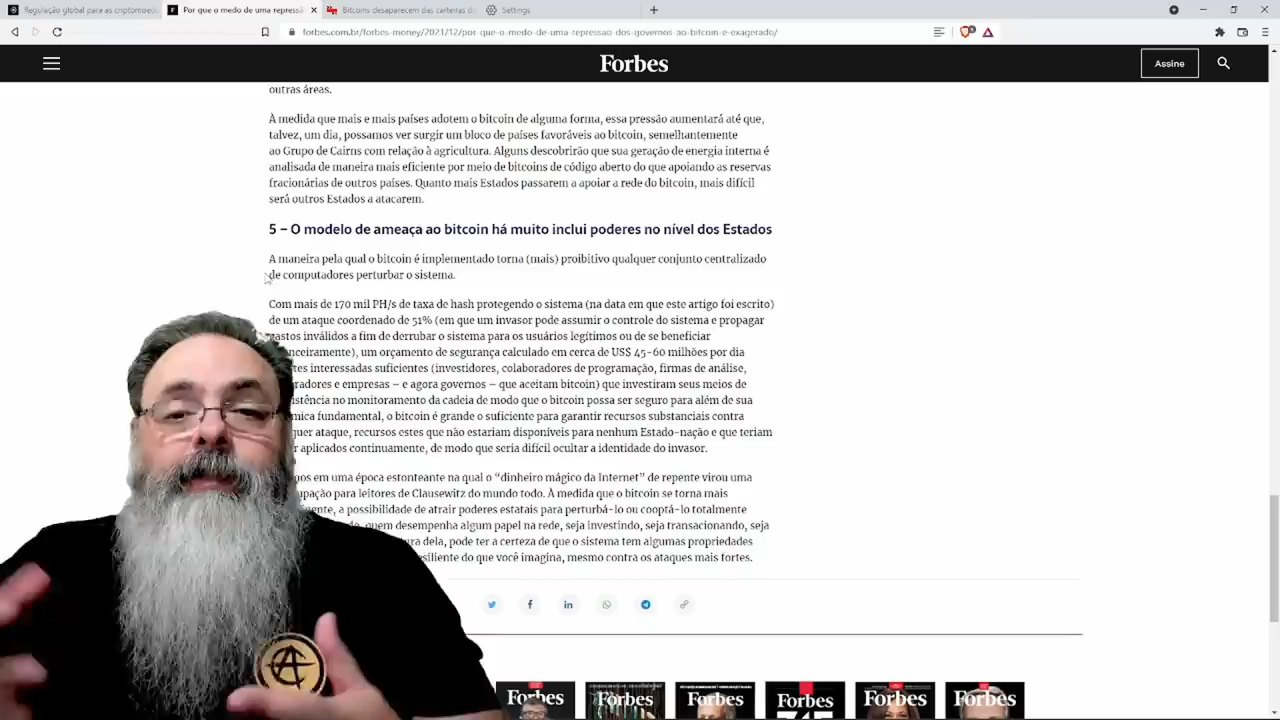 Regulação global para as criptomoed
Por que o medo de uma repress
Bitcoins desaparecem das carteiras do
Settings
forbes.com.br/forbes-money/2021/12/por-que-o-medo-de-uma-repressao-dos-governos-ao-bitcoin-e-exagerado/
Forbes
Assine
outras áreas.
À medida que mais e mais países adotem o bitcoin de alguma forma, essa pressão aumentará até que,
talvez, um dia, possamos ver surgir um bloco de países favoráveis ao bitcoin, semelhantemente
ao Grupo de Cairns com relação à agricultura. Alguns descobrirão que sua geração de energia interna é
analisada de maneira mais eficiente por meio de bitcoins de código aberto do que apoiando as reservas
fracionárias de outros países. Quanto mais Estados passarem a apoiar a rede do bitcoin, mais difícil
será outros Estados a atacarem.
5 – O modelo de ameaça ao bitcoin há muito inclui poderes no nível dos Estados
A maneira pela qual o bitcoin é implementado torna (mais) proibitivo qualquer conjunto centralizado
de computadores perturbar o sistema.
Com mais de 170 mil PH/s de taxa de hash protegendo o sistema (na data em que este artigo foi escrito)
de um ataque coordenado de 51% (em que um invasor pode assumir o controle do sistema e propagar
gastos inválidos a fim de derrubar o sistema para os usuários legítimos ou de se beneficiar
nceiramente), um orçamento de segurança calculado em cerca de US$ 45-60 milhões por dia
tes interessadas suficientes (investidores, colaboradores de programação, firmas de análise,
radores e empresas – e agora governos – que aceitam bitcoin) que investiram seus meios de
istência no monitoramento da cadeia de modo que o bitcoin possa ser seguro para além de sua
mica fundamental, o bitcoin é grande o suficiente para garantir recursos substanciais contra
quer ataque, recursos estes que não estariam disponíveis para nenhum Estado-nação e que teriam
r aplicados continuamente, de modo que seria difícil ocultar a identidade do invasor.
mos em uma época estonteante na qual o “dinheiro mágico da Internet” de repente virou uma
upação para leitores de Clausewitz do mundo todo. À medida que o bitcoin se torna mais
nente, a possibilidade de atrair poderes estatais para perturbá-lo ou cooptá-lo totalmente
do, quem desempenha algum papel na rede, seja investindo, seja transacionando, seja
ura dela, pode ter a certeza de que o sistema tem algumas propriedades
esiliente do que você imagina, mesmo contra os ataques mais fortes.
Forbes Forbes Forbes Forbes Forbes Forbes